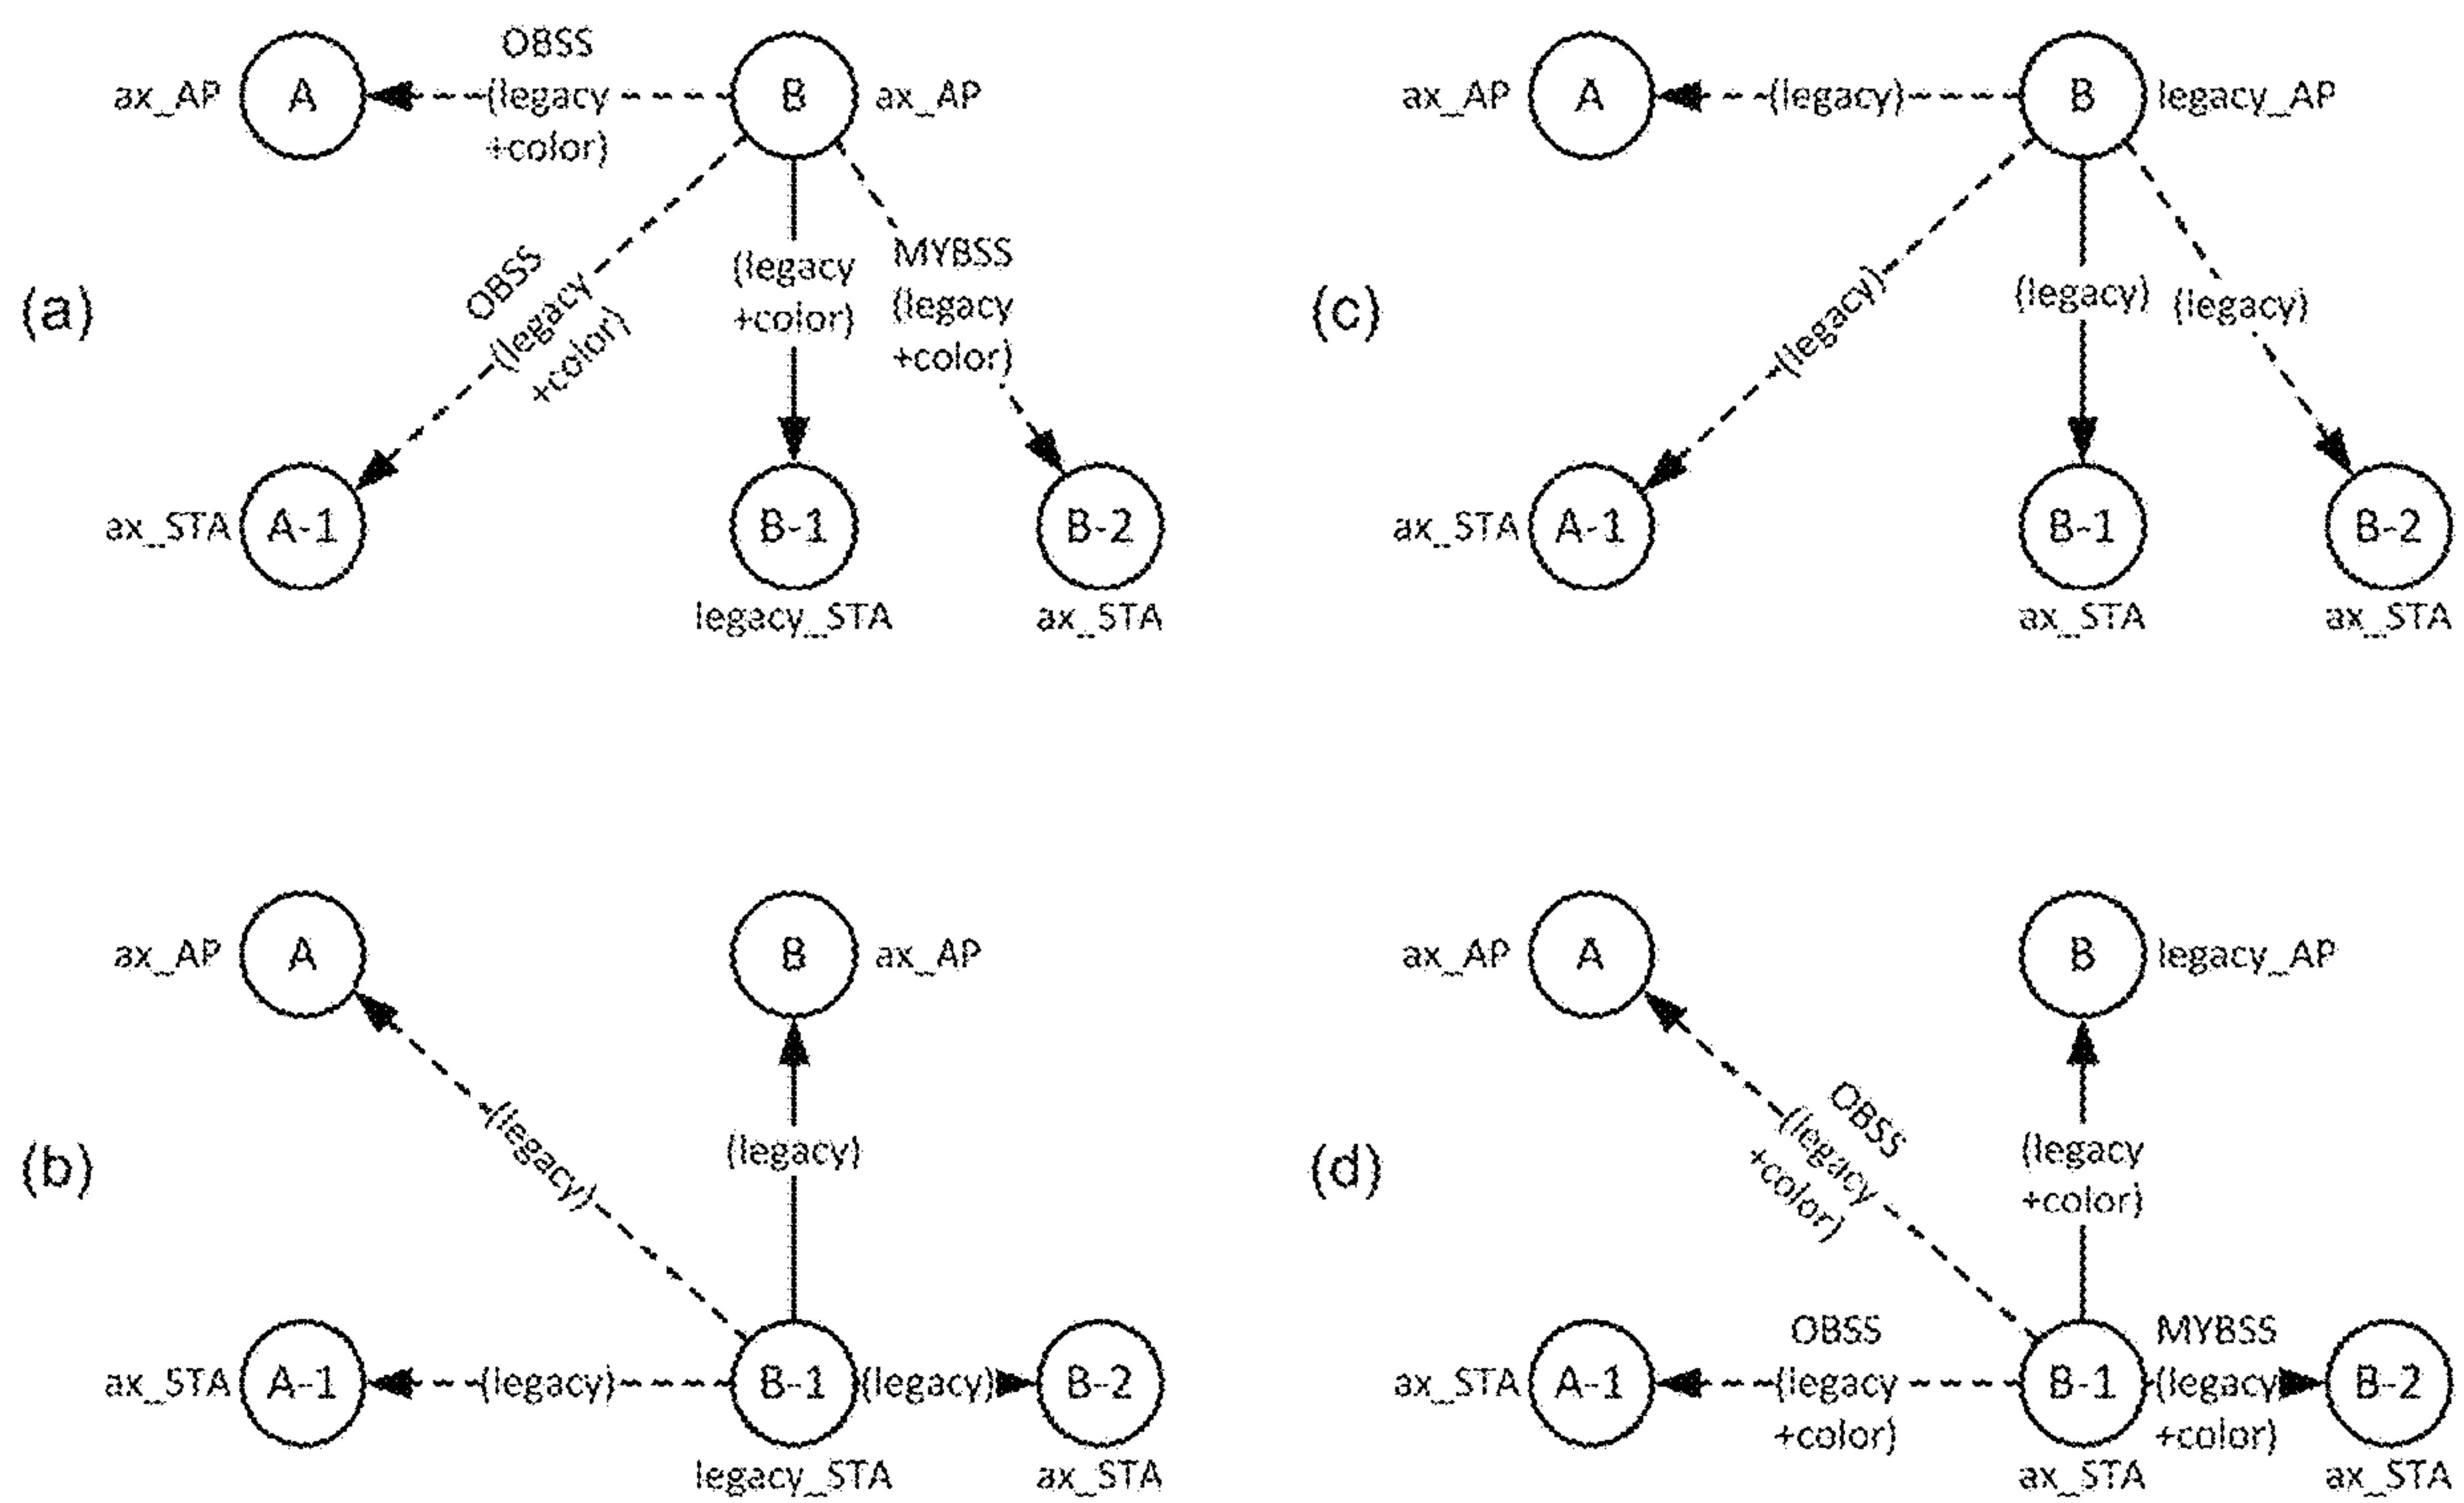 (a)
OBSS
ax_AP A (legacy B ax_AP
+color)
OBSS
(legacy
+color)
(legacy
+color)
MYBSS
(legacy
+color)
ax_STA A-1 B-1 B-2
legacy_STA ax_STA
(c)
ax_AP A (legacy) B legacy_AP
(legacy)
(legacy)
(legacy)
ax_STA A-1 B-1 B-2
ax_STA ax_STA
(b)
ax_AP A B ax_AP
(legacy)
(legacy)
ax_STA A-1 (legacy) B-1 (legacy) B-2
legacy_STA ax_STA
(d)
ax_AP A B legacy_AP
OBSS
(legacy
+color)
(legacy
+color)
OBSS MYBSS
ax_STA A-1 (legacy B-1 (legacy B-2
+color) +color)
ax_STA ax_STA